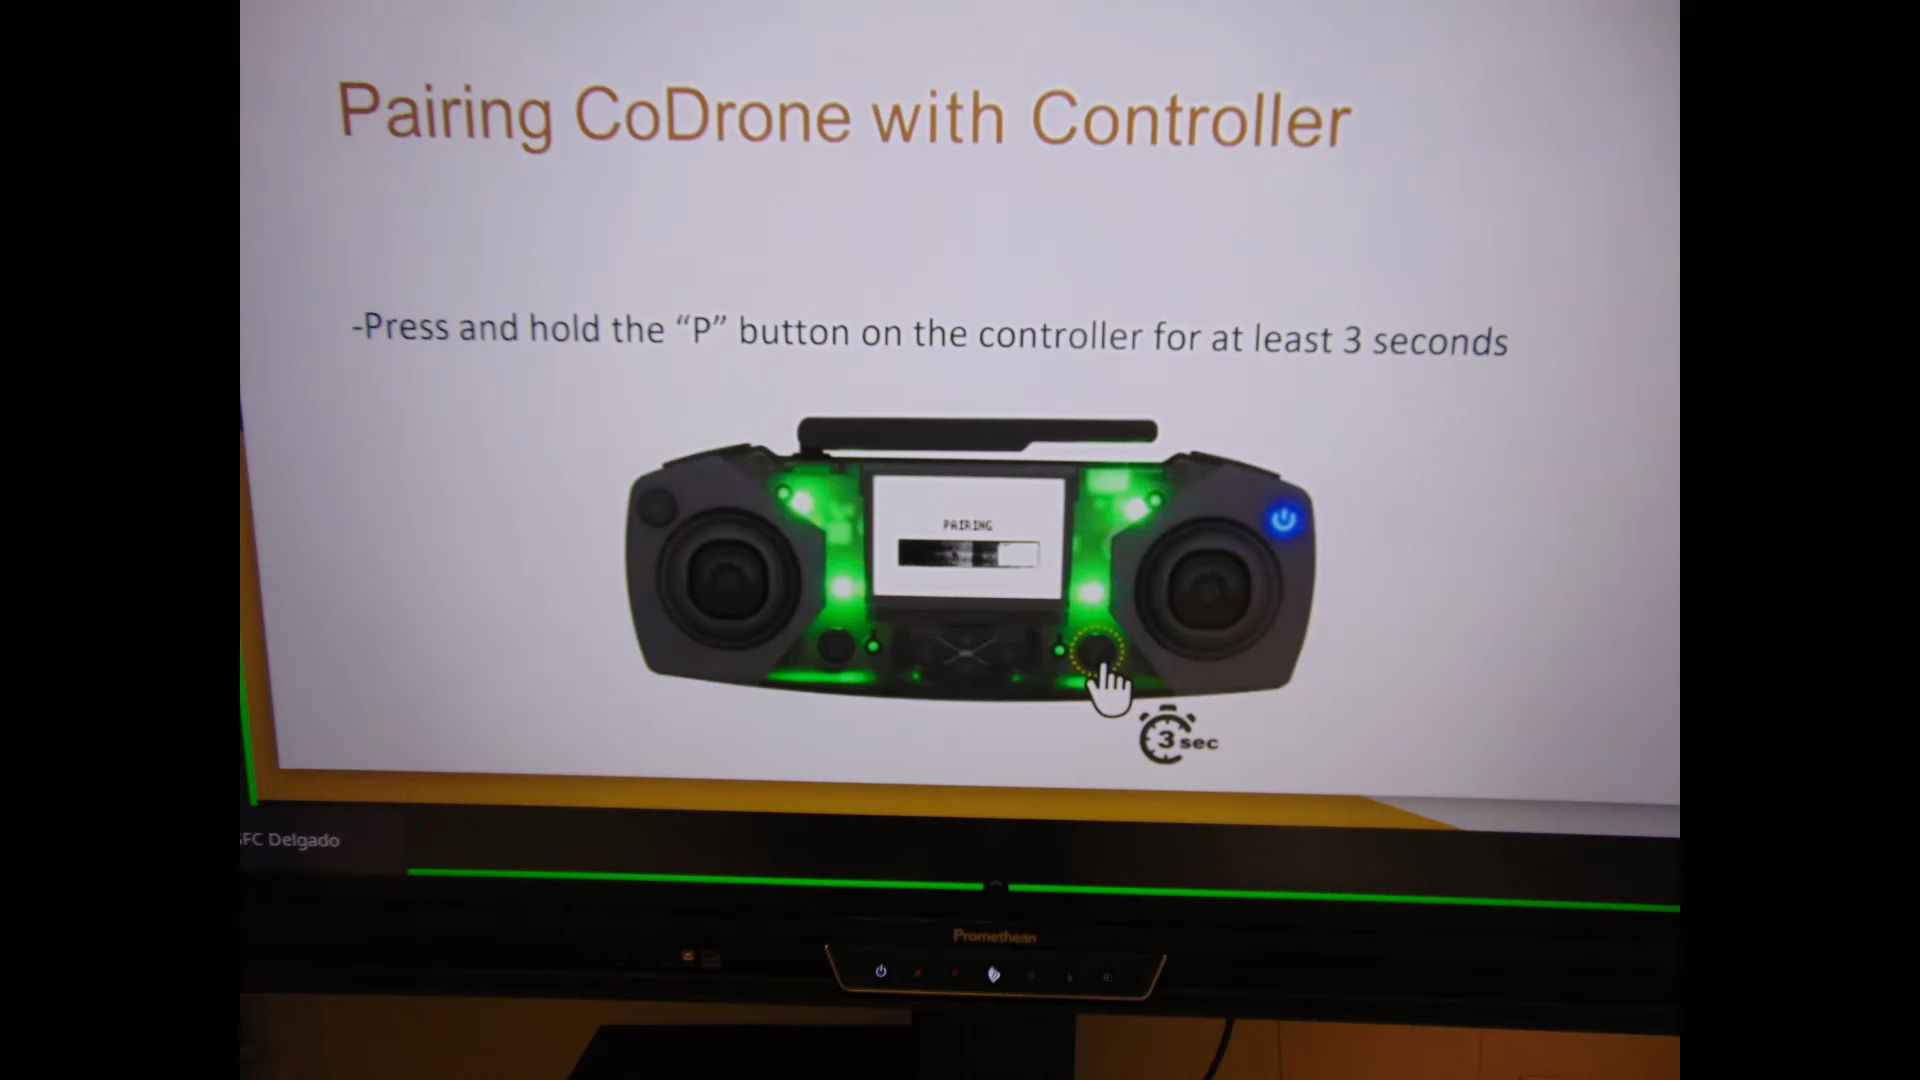 Pairing CoDrone with Controller
-Press and hold the “P” button on the controller for at least 3 seconds
PAIRING
3 sec
FC Delgado
Promethean